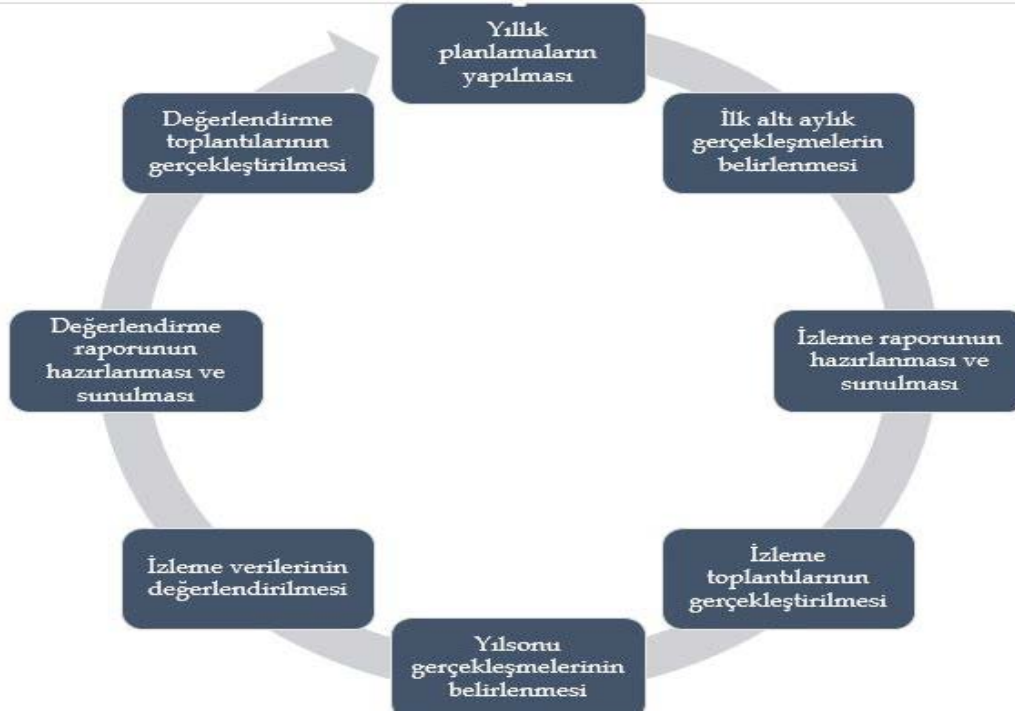 Yıllık
planlamaların
yapılması
İlk altı aylık
gerçekleşmelerin
belirlenmesi
İzleme raporunun
hazırlanması ve
sunulması
İzleme
toplantılarının
gerçekleştirilmesi
Yılsonu
gerçekleşmelerinin
belirlenmesi
İzleme verilerinin
değerlendirilmesi
Değerlendirme
raporunun
hazırlanması ve
sunulması
Değerlendirme
toplantılarının
gerçekleştirilmesi